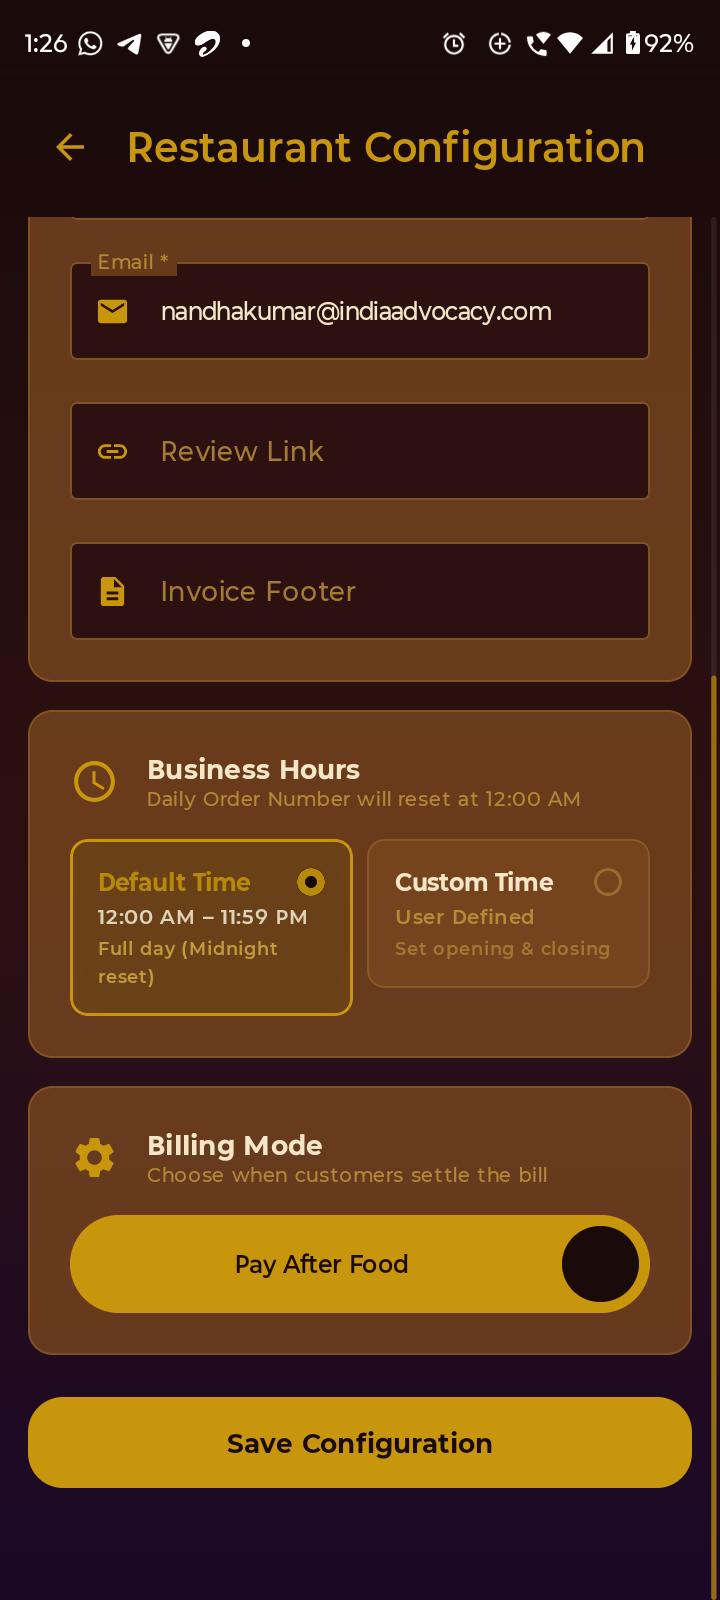 1:26
92%
Restaurant Configuration
Email *
nandhakumar@indiaadvocacy.com
Review Link
Invoice Footer
Business Hours
Daily Order Number will reset at 12:00 AM
Default Time
12:00 AM – 11:59 PM
Full day (Midnight
reset)
Custom Time
User Defined
Set opening & closing
Billing Mode
Choose when customers settle the bill
Pay After Food
Save Configuration